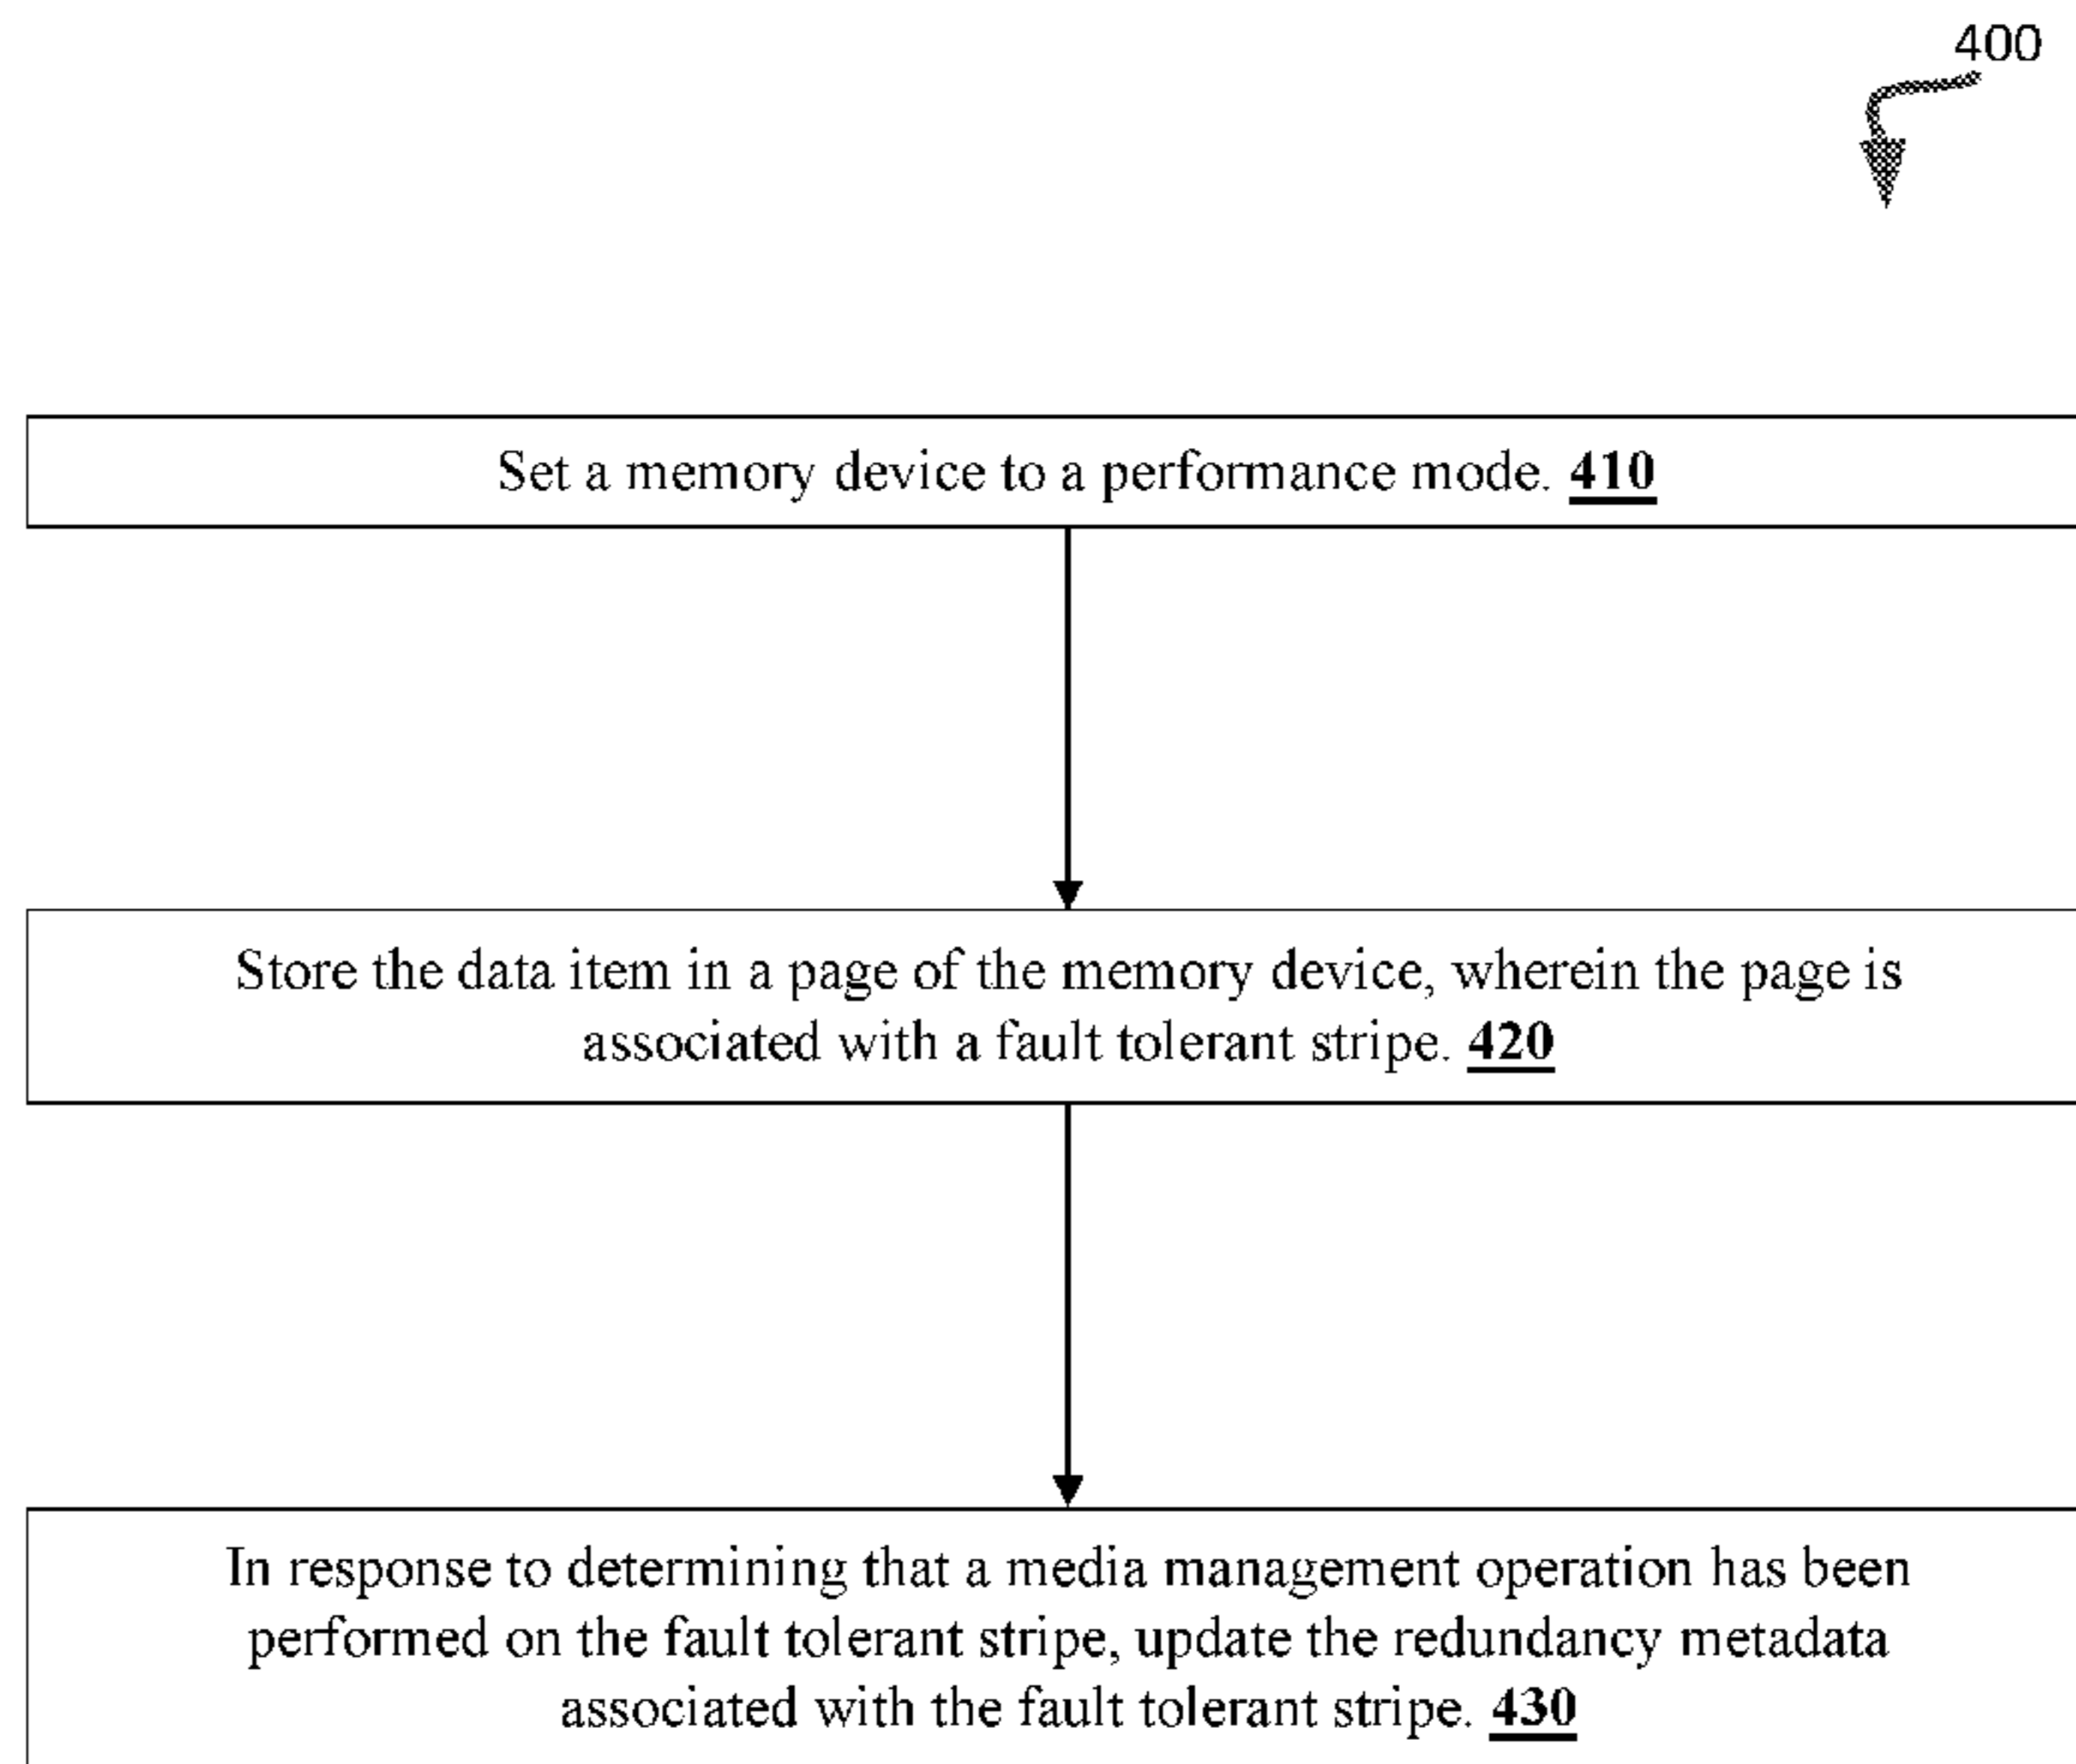 400
Set a memory device to a performance mode. 410
Store the data item in a page of the memory device, wherein the page is
associated with a fault tolerant stripe. 420
In response to determining that a media management operation has been
performed on the fault tolerant stripe, update the redundancy metadata
associated with the fault tolerant stripe. 430